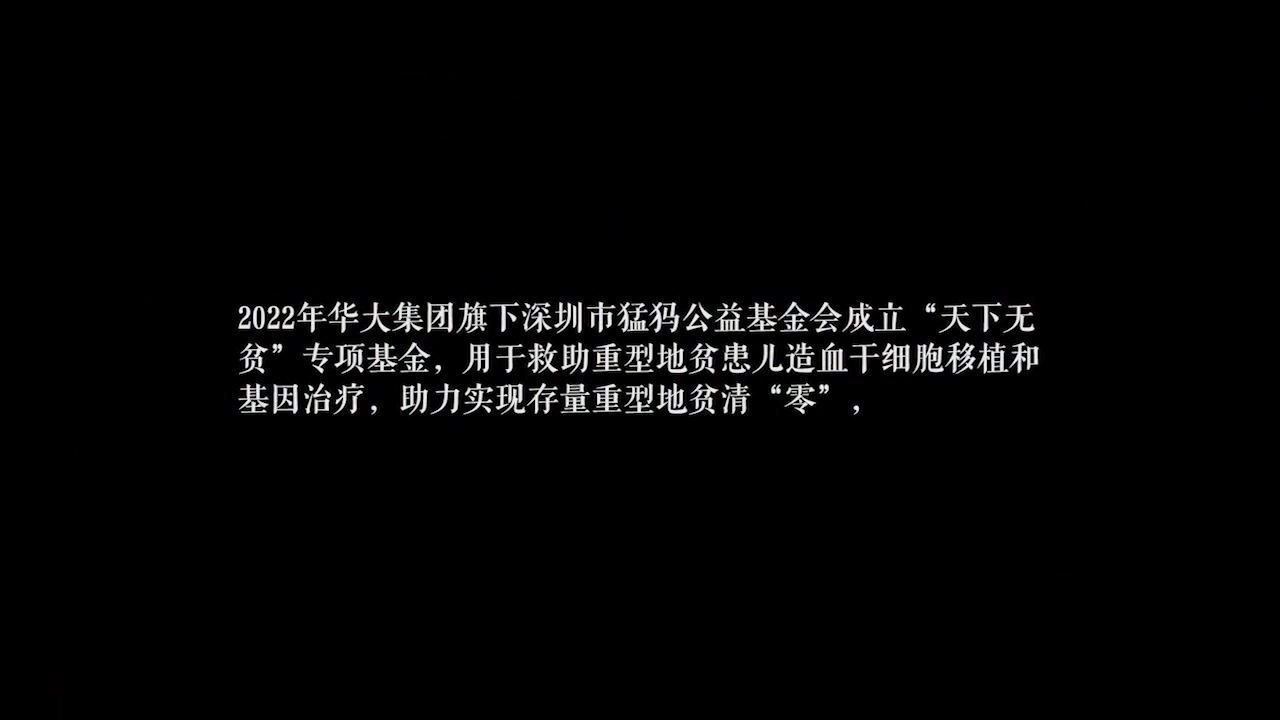 2022年华大集团旗下深圳市猛犸公益基金会成立“天下无
贫”专项基金，用于救助重型地贫患儿造血干细胞移植和
基因治疗，助力实现存量重型地贫清“零”，